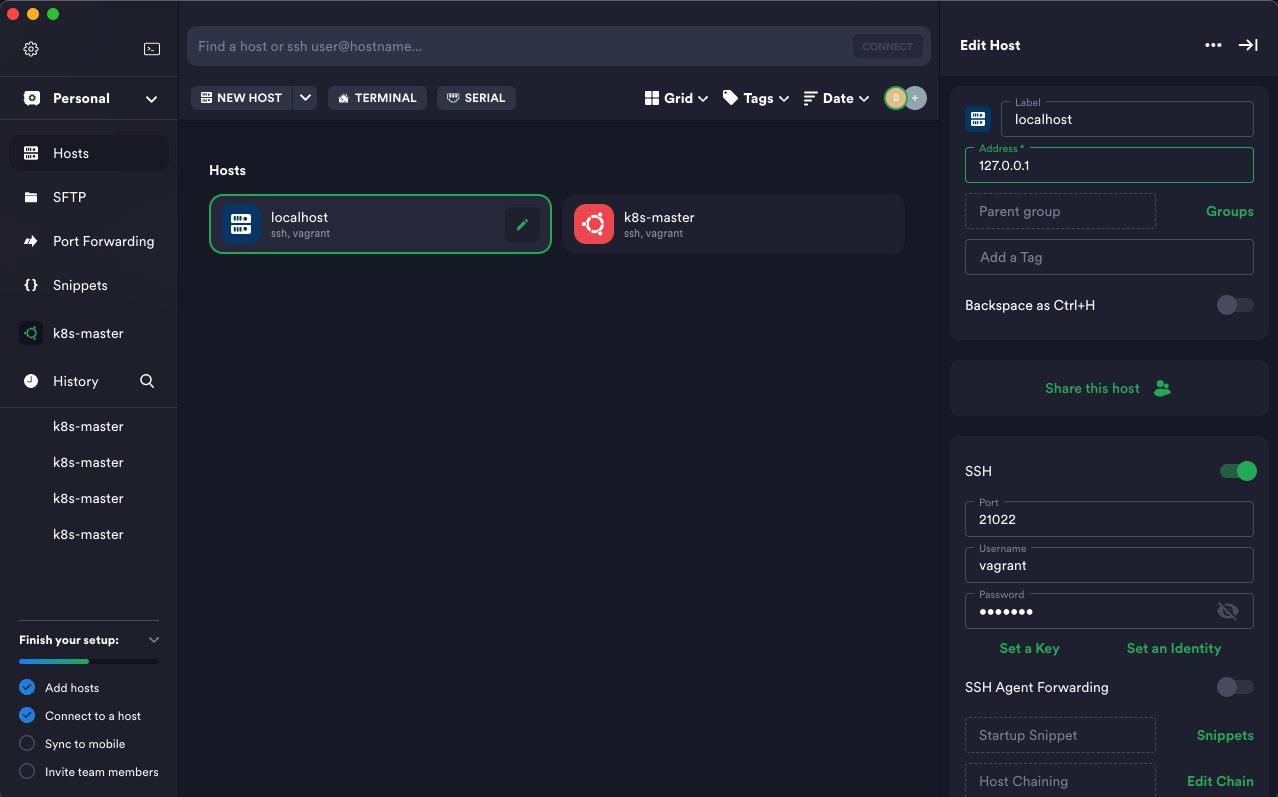 Find a host or ssh user@hostname...
CONNECT
Personal
NEW HOST
TERMINAL
SERIAL
Grid
Tags
Date
B
+
Hosts
SFTP
Port Forwarding
{} Snippets
k8s-master
History
k8s-master
k8s-master
k8s-master
k8s-master
Finish your setup:
Add hosts
Connect to a host
Sync to mobile
Invite team members
Hosts
localhost
ssh, vagrant
k8s-master
ssh, vagrant
Edit Host
Label
localhost
Address *
127.0.0.1
Parent group
Groups
Add a Tag
Backspace as Ctrl+H
Share this host
SSH
Port
21022
Username
vagrant
Password
•••••••
Set a Key
Set an Identity
SSH Agent Forwarding
Startup Snippet
Snippets
Host Chaining
Edit Chain